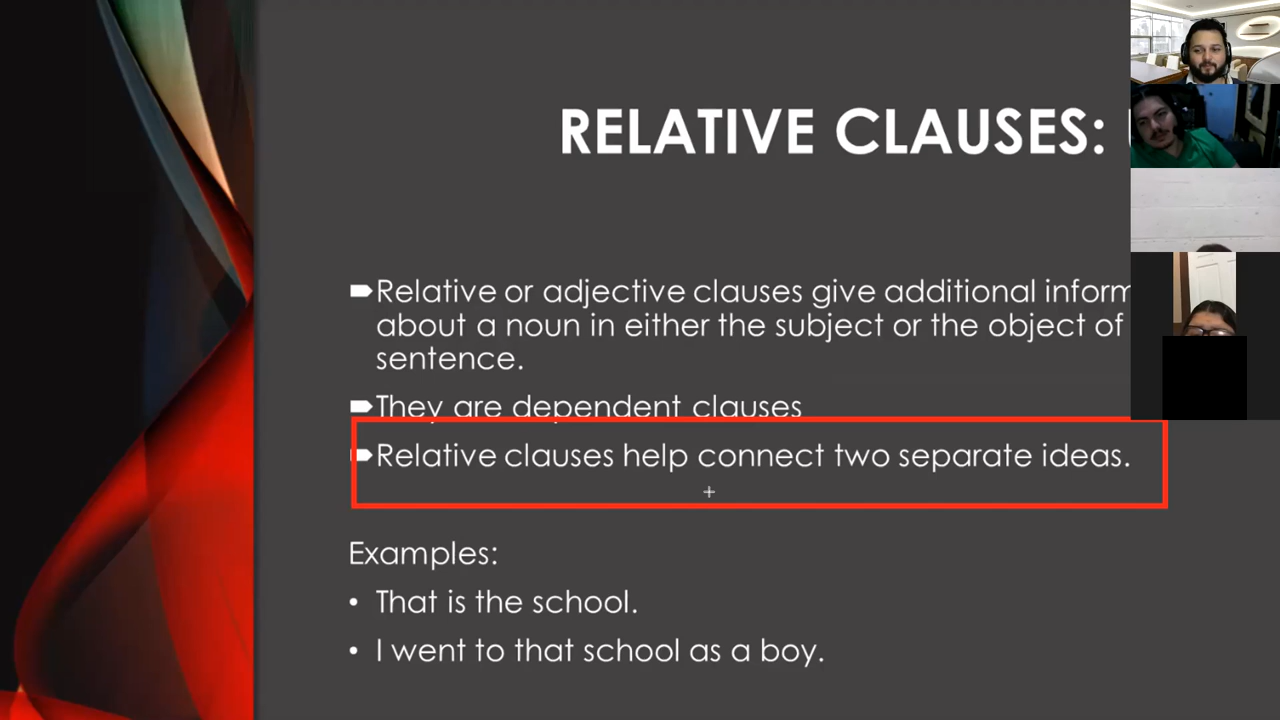 RELATIVE CLAUSES:
Relative or adjective clauses give additional inform
about a noun in either the subject or the object of
sentence.
They are dependent clauses
Relative clauses help connect two separate ideas.
Examples:
• That is the school.
• I went to that school as a boy.